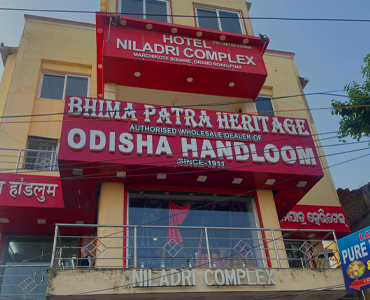 HOTEL
NILADRI COMPLEX
MARCHIKOTE SQUARE, GRAND ROAD, PURI
BHIMA PATRA HERITAGE
AUTHORISED WHOLESALE DEALER OF
ODISHA HANDLOOM
SINCE-1911
हांडलुम
NILADRI COMPLEX
PURE